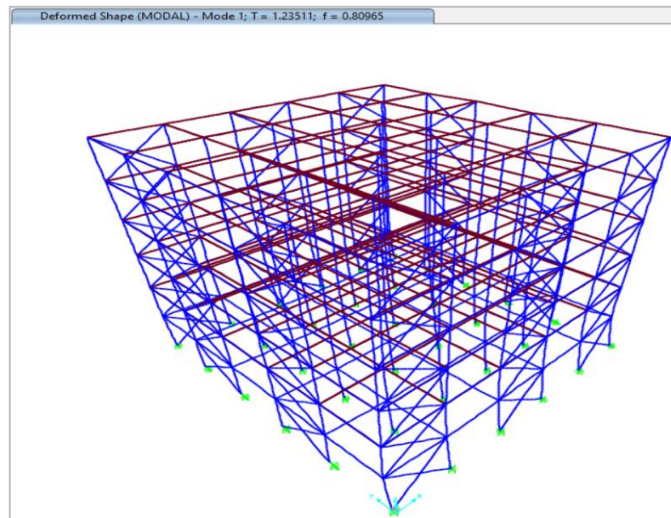 Deformed Shape (MODAL) - Mode 1; T = 1.23511; f = 0.80965